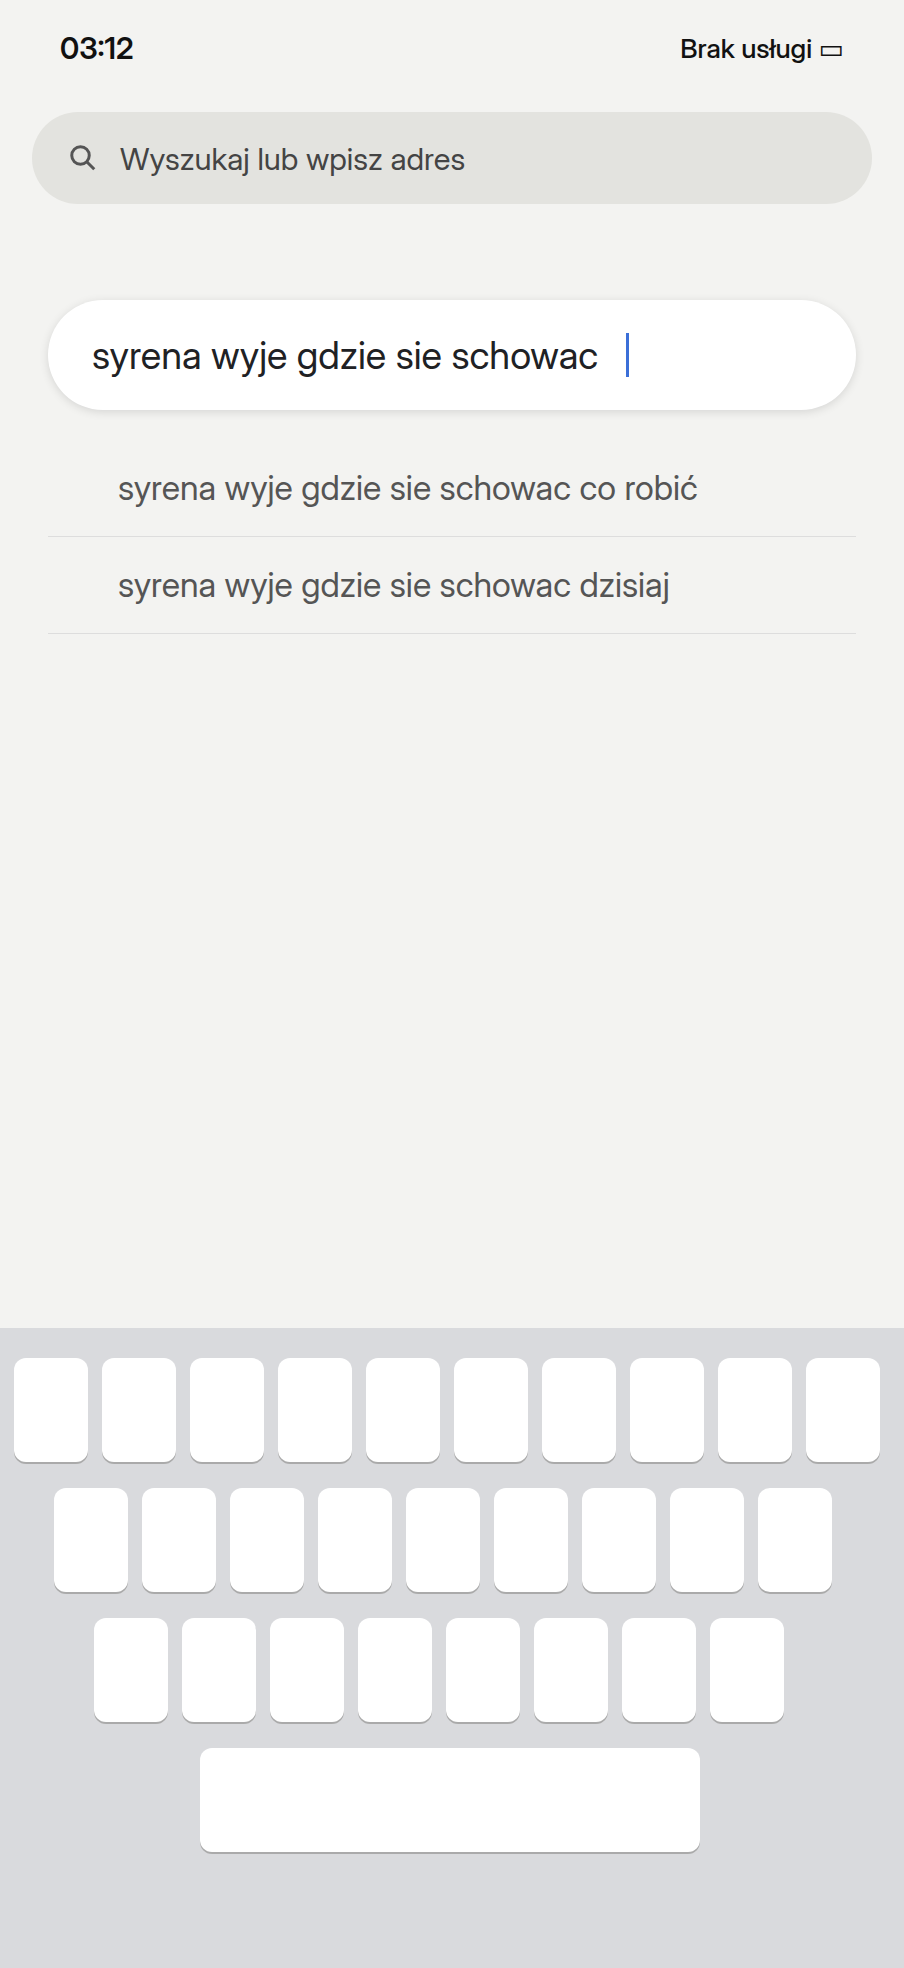 03:12
Brak usługi
Wyszukaj lub wpisz adres
syrena wyje gdzie sie schowac
syrena wyje gdzie sie schowac co robić
syrena wyje gdzie sie schowac dzisiaj